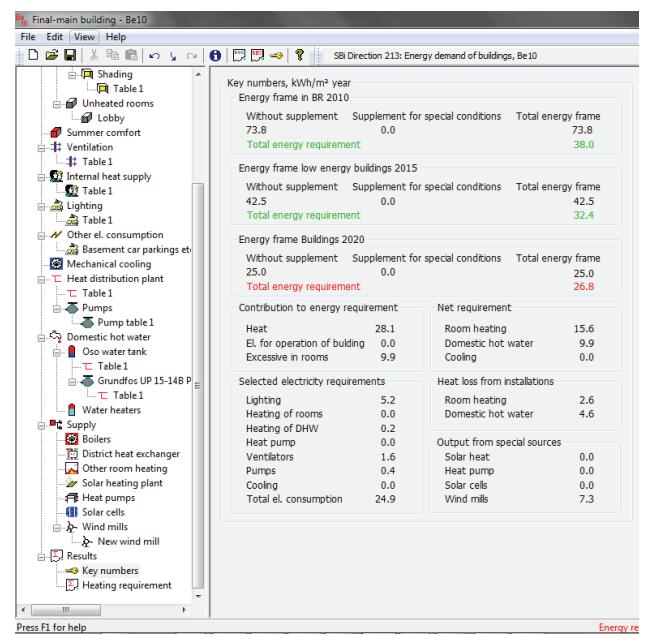 Final-main building - Be10
File Edit View Help
SBi Direction 213: Energy demand of buildings, Be10
Shading
Table 1
Unheated rooms
Lobby
Summer comfort
Ventilation
Table 1
Internal heat supply
Table 1
Lighting
Table 1
Other el. consumption
Basement car parkings et
Mechanical cooling
Heat distribution plant
Table 1
Pumps
Pump table 1
Domestic hot water
Oso water tank
Table 1
Grundfos UP 15-14B P
Table 1
Water heaters
Supply
Boilers
District heat exchanger
Other room heating
Solar heating plant
Heat pumps
Solar cells
Wind mills
New wind mill
Results
Key numbers
Heating requirement
Key numbers, kWh/m² year
Energy frame in BR 2010
Without supplement Supplement for special conditions Total energy frame
73.8 0.0 73.8
Total energy requirement 38.0
Energy frame low energy buildings 2015
Without supplement Supplement for special conditions Total energy frame
42.5 0.0 42.5
Total energy requirement 32.4
Energy frame Buildings 2020
Without supplement Supplement for special conditions Total energy frame
25.0 0.0 25.0
Total energy requirement 26.8
Contribution to energy requirement
Heat 28.1
El. for operation of bulding 0.0
Excessive in rooms 9.9
Net requirement
Room heating 15.6
Domestic hot water 9.9
Cooling 0.0
Selected electricity requirements
Lighting 5.2
Heating of rooms 0.0
Heating of DHW 0.2
Heat pump 0.0
Ventilators 1.6
Pumps 0.4
Cooling 0.0
Total el. consumption 24.9
Heat loss from installations
Room heating 2.6
Domestic hot water 4.6
Output from special sources
Solar heat 0.0
Heat pump 0.0
Solar cells 0.0
Wind mills 7.3
Press F1 for help
Energy re